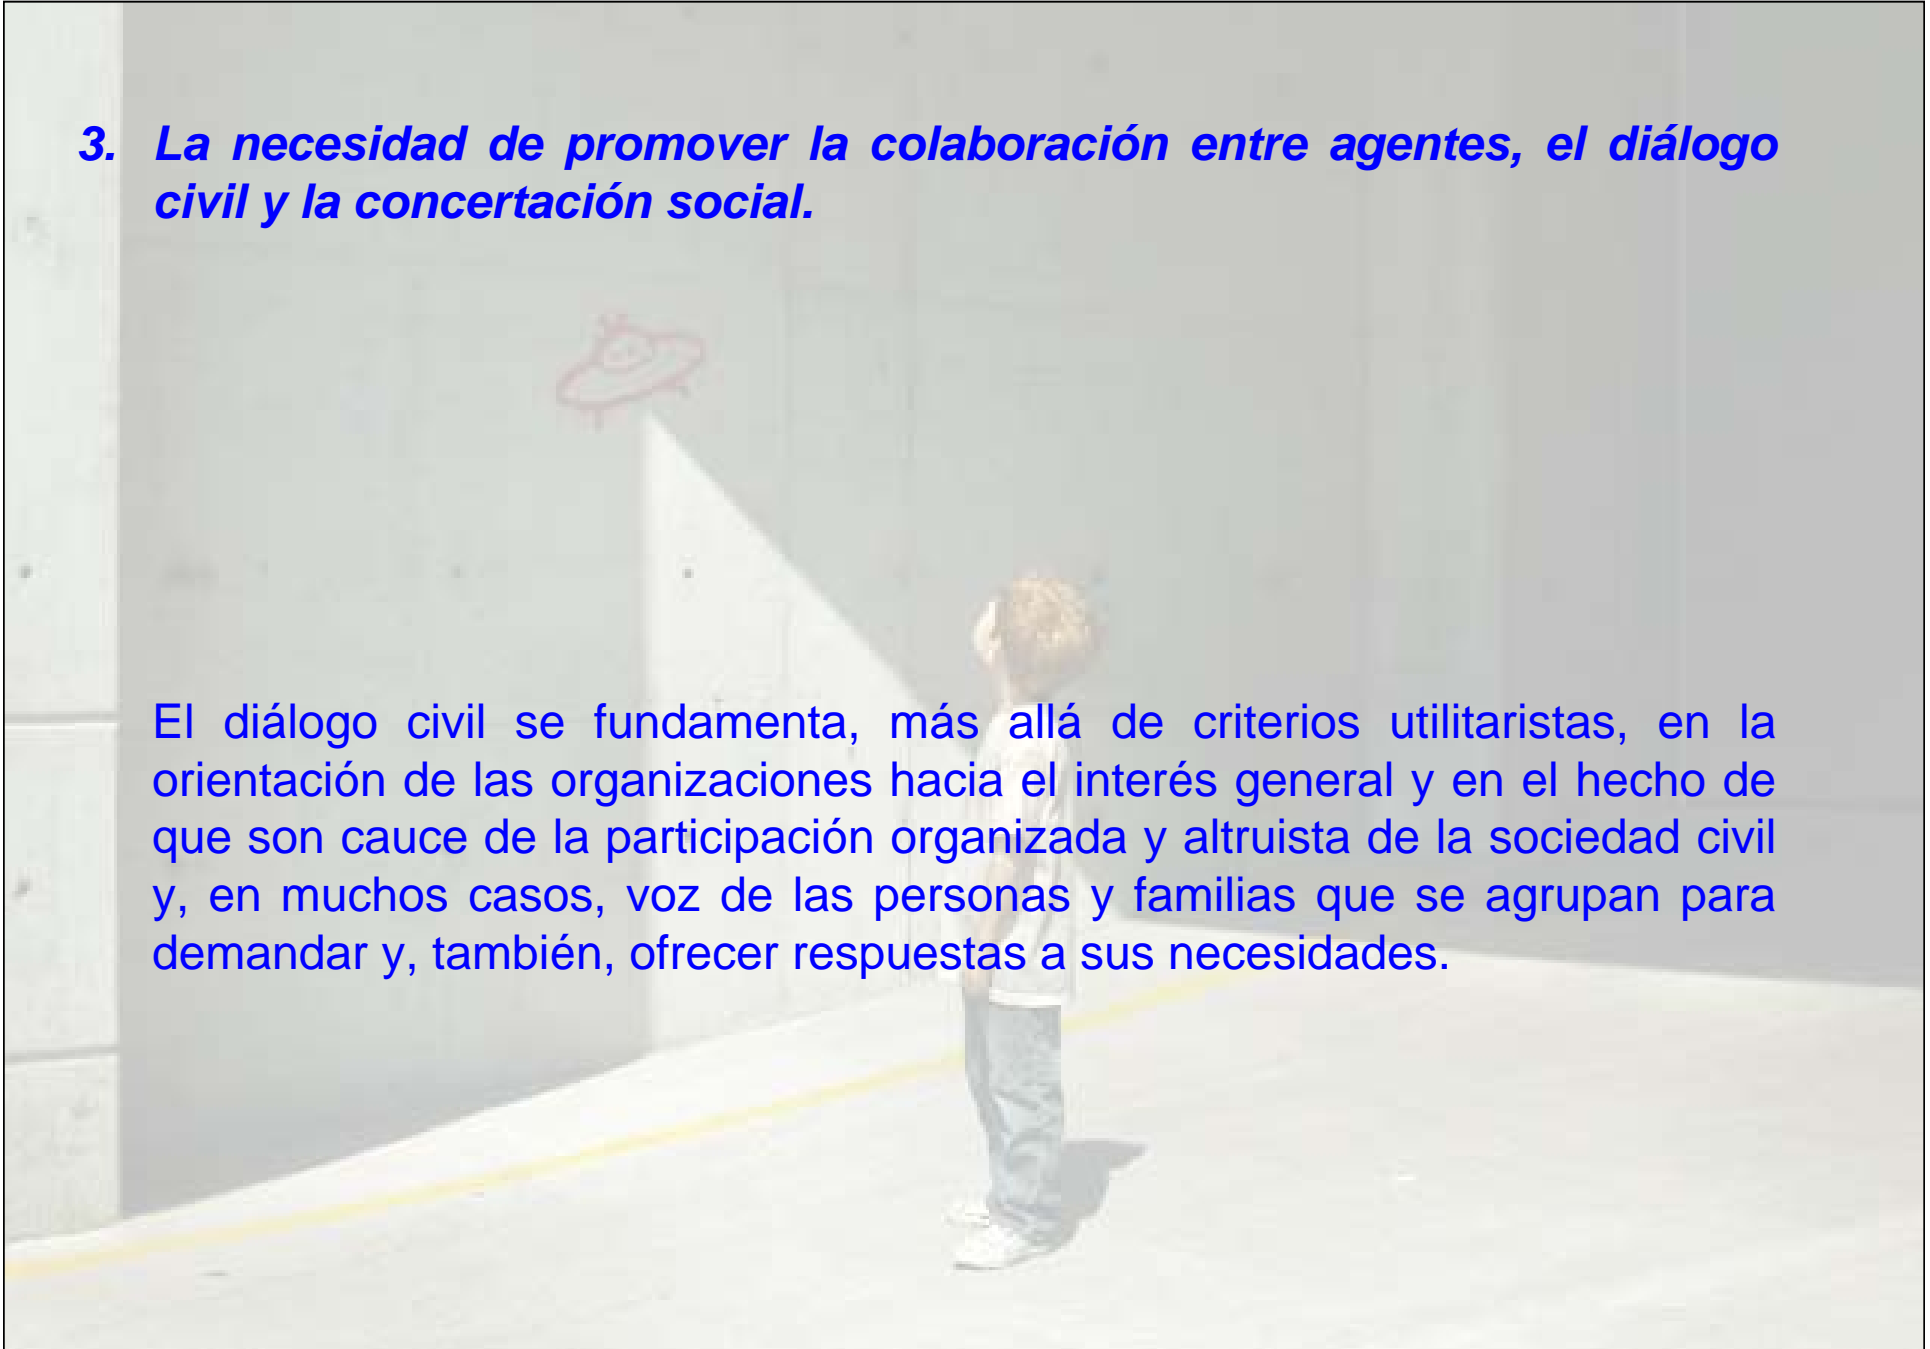 3. La necesidad de promover la colaboración entre agentes, el diálogo
civil y la concertación social.
El diálogo civil se fundamenta, más allá de criterios utilitaristas, en la
orientación de las organizaciones hacia el interés general y en el hecho de
que son cauce de la participación organizada y altruista de la sociedad civil
y, en muchos casos, voz de las personas y familias que se agrupan para
demandar y, también, ofrecer respuestas a sus necesidades.